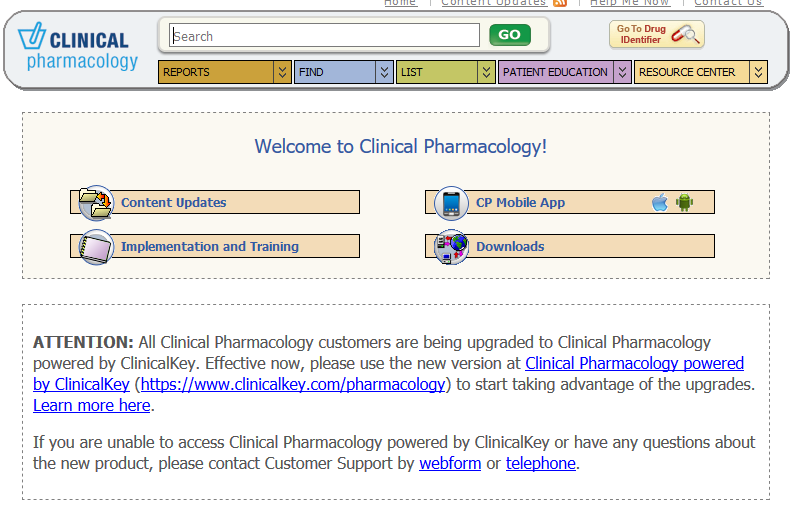 Home | Content Updates | Help Me Now | Contact Us
CLINICAL
pharmacology
Search
GO
Go To Drug
IDentifier
REPORTS
FIND
LIST
PATIENT EDUCATION
RESOURCE CENTER
Welcome to Clinical Pharmacology!
Content Updates
CP Mobile App
Implementation and Training
Downloads
ATTENTION: All Clinical Pharmacology customers are being upgraded to Clinical Pharmacology
powered by ClinicalKey. Effective now, please use the new version at Clinical Pharmacology powered
by ClinicalKey (https://www.clinicalkey.com/pharmacology) to start taking advantage of the upgrades.
Learn more here.
If you are unable to access Clinical Pharmacology powered by ClinicalKey or have any questions about
the new product, please contact Customer Support by webform or telephone.